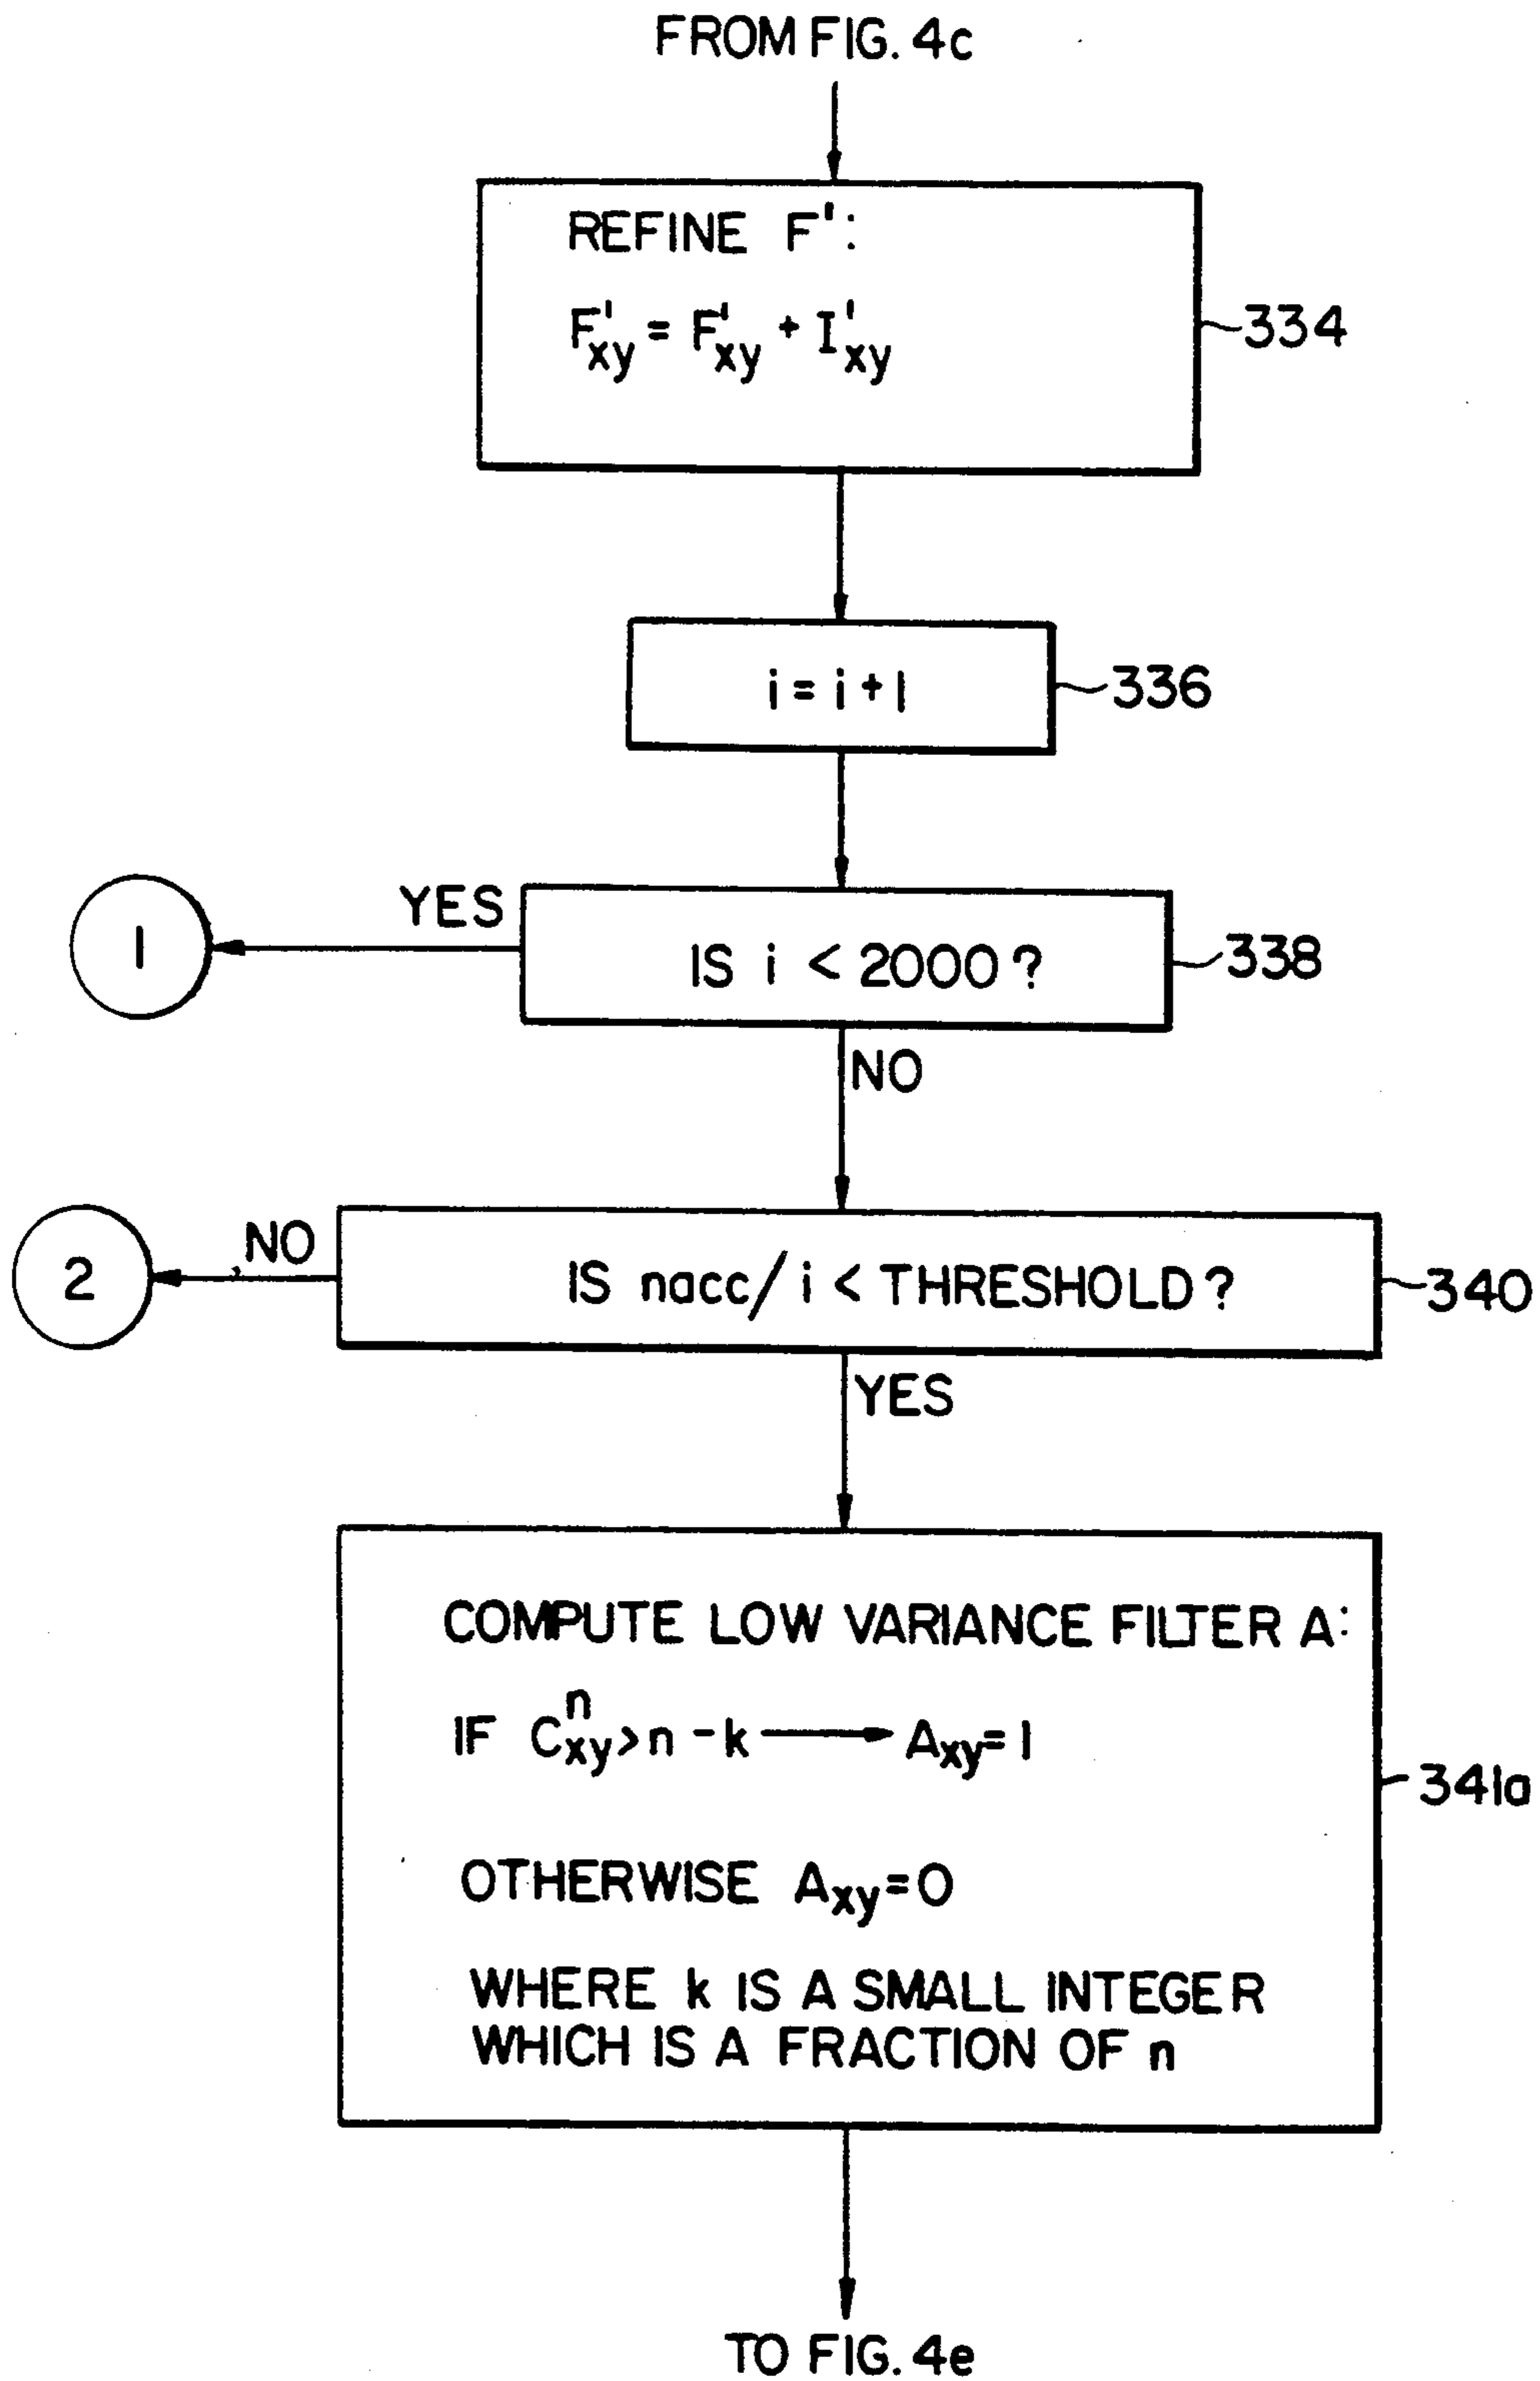 FROM FIG. 4c
REFINE F':
F'xy = F'xy + I'xy
334
i = i + 1
336
YES
1
IS i < 2000 ?
338
NO
NO
2
IS nacc/i < THRESHOLD ?
340
YES
COMPUTE LOW VARIANCE FILTER A:
IF C^n_xy > n - k ⟶ Axy = 1
341a
OTHERWISE Axy = 0
WHERE k IS A SMALL INTEGER
WHICH IS A FRACTION OF n
TO FIG. 4e